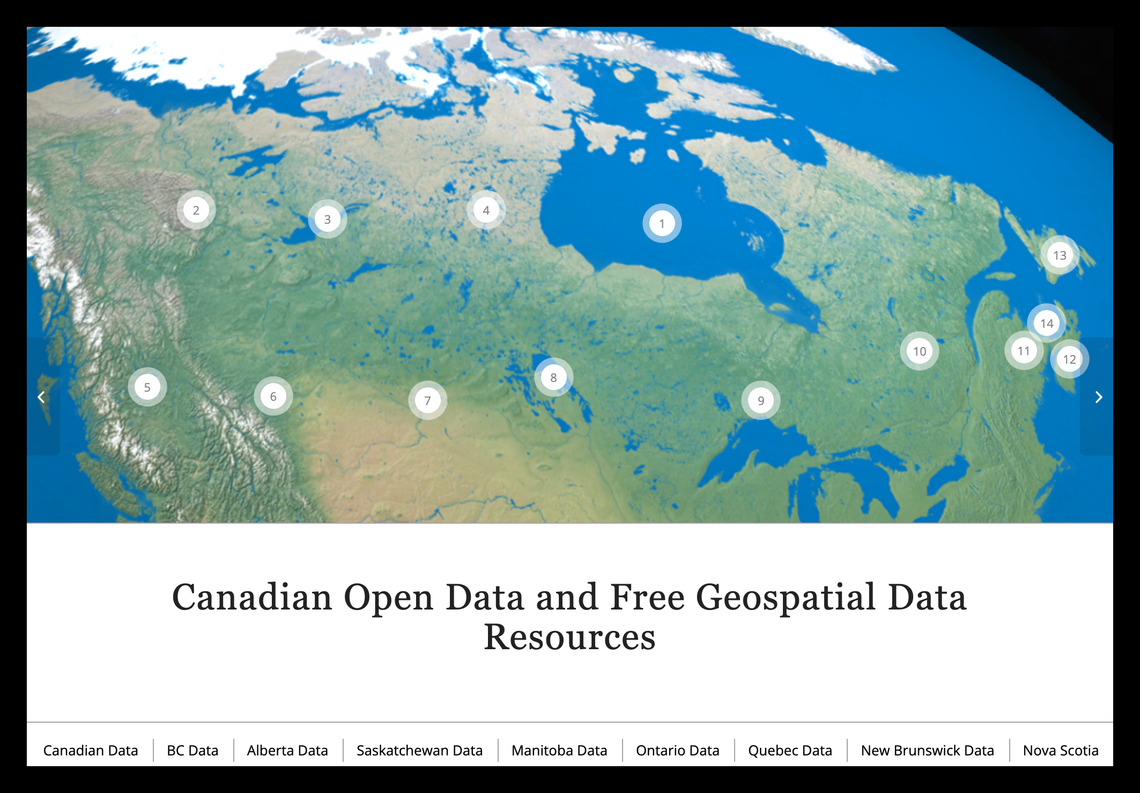 2
3
4
1
13
14
10
11
12
5
6
7
8
9
Canadian Open Data and Free Geospatial Data
Resources
Canadian Data
BC Data
Alberta Data
Saskatchewan Data
Manitoba Data
Ontario Data
Quebec Data
New Brunswick Data
Nova Scotia